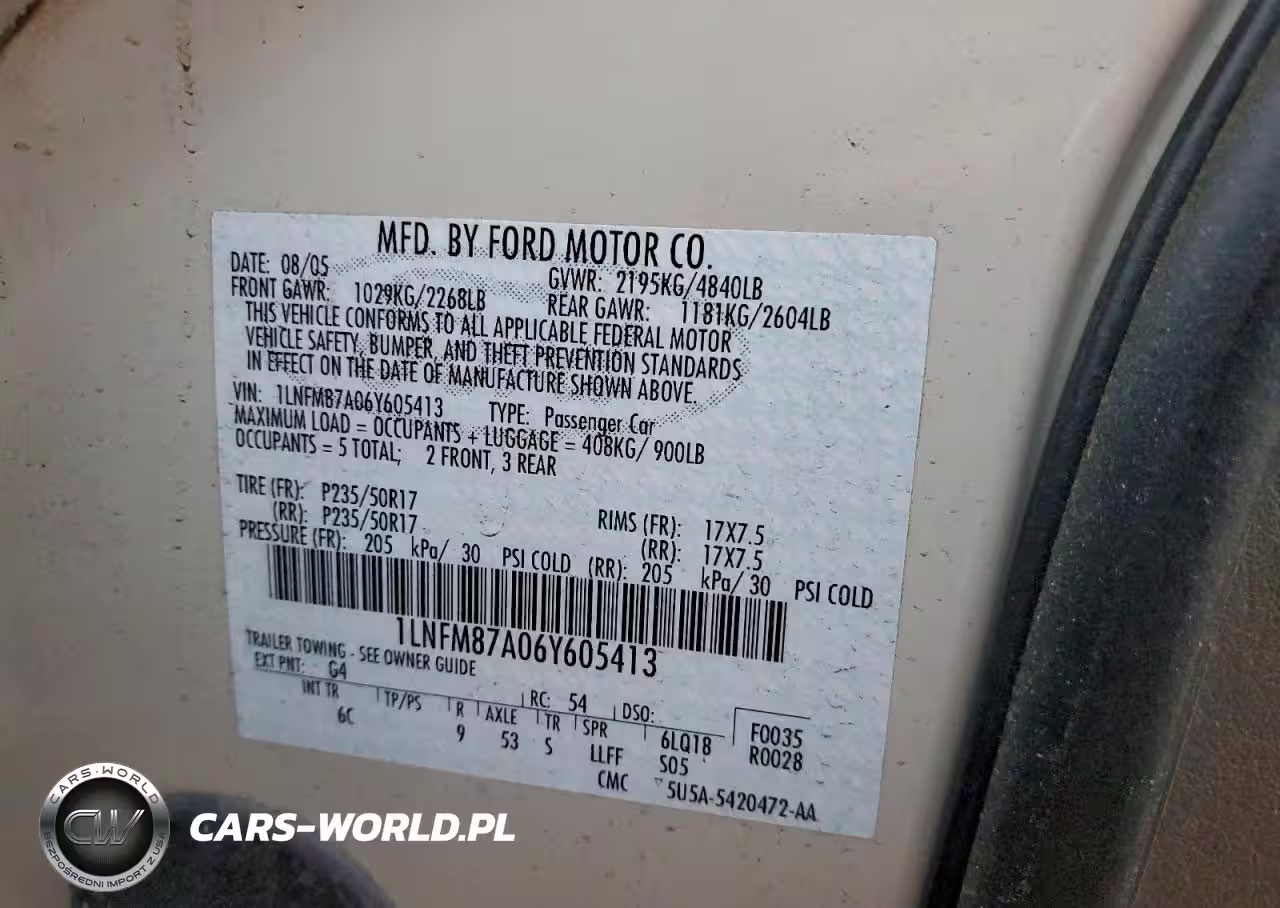 MFD. BY FORD MOTOR CO.
DATE: 08/05 GVWR: 2195KG/4840LB
FRONT GAWR: 1029KG/2268LB REAR GAWR: 1181KG/2604LB
THIS VEHICLE CONFORMS TO ALL APPLICABLE FEDERAL MOTOR
VEHICLE SAFETY, BUMPER, AND THEFT PREVENTION STANDARDS
IN EFFECT ON THE DATE OF MANUFACTURE SHOWN ABOVE.
VIN: 1LNFM87A06Y605413 TYPE: Passenger Car
MAXIMUM LOAD = OCCUPANTS + LUGGAGE = 408KG/ 900LB
OCCUPANTS = 5 TOTAL; 2 FRONT, 3 REAR
TIRE (FR): P235/50R17 RIMS (FR): 17X7.5
(RR): P235/50R17 (RR): 17X7.5
PRESSURE (FR): 205 kPa/ 30 PSI COLD (RR): 205 kPa/ 30 PSI COLD
1LNFM87A06Y605413
TRAILER TOWING - SEE OWNER GUIDE
EXT PNT: G4 RC: 54 DSO: F0035
INT TR TP/PS R AXLE TR SPR 6LQ18 R0028
6C 9 53 S LLFF S05
CMC 5U5A-5420472-AA
CARS-WORLD
CW
BEZPOŚREDNI IMPORT Z USA
CARS-WORLD.PL